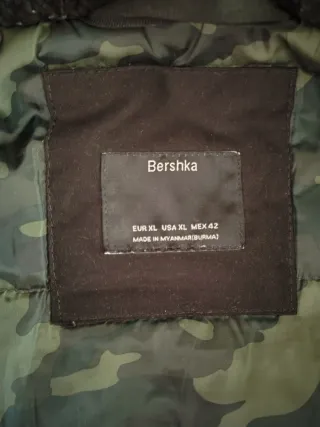 Bershka
EUR XL USA XL MEX 42
MADE IN MYANMAR(BURMA)